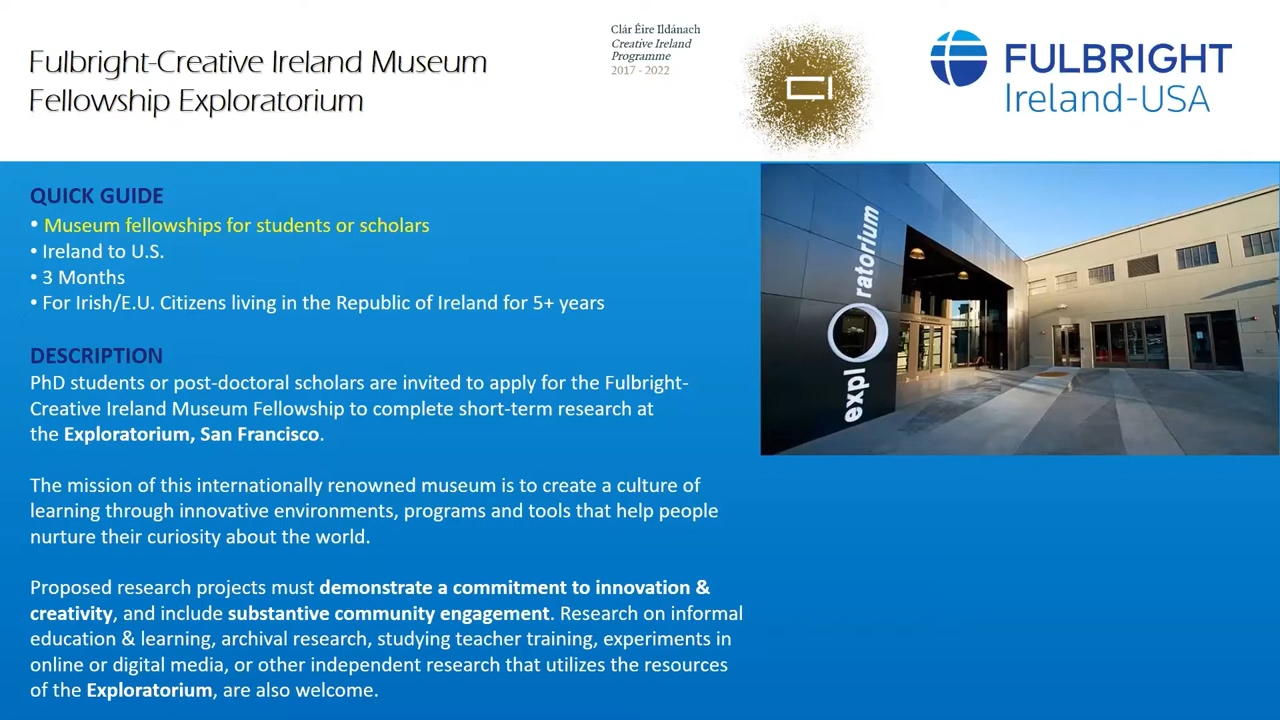 Fulbright-Creative Ireland Museum
Fellowship Exploratorium
Clár Éire Ildánach
Creative Ireland
Programme
2017 - 2022
CI
FULBRIGHT
Ireland-USA
QUICK GUIDE
• Museum fellowships for students or scholars
• Ireland to U.S.
• 3 Months
• For Irish/E.U. Citizens living in the Republic of Ireland for 5+ years
DESCRIPTION
PhD students or post-doctoral scholars are invited to apply for the Fulbright-
Creative Ireland Museum Fellowship to complete short-term research at
the Exploratorium, San Francisco.
The mission of this internationally renowned museum is to create a culture of
learning through innovative environments, programs and tools that help people
nurture their curiosity about the world.
Proposed research projects must demonstrate a commitment to innovation &
creativity, and include substantive community engagement. Research on informal
education & learning, archival research, studying teacher training, experiments in
online or digital media, or other independent research that utilizes the resources
of the Exploratorium, are also welcome.
exploratorium